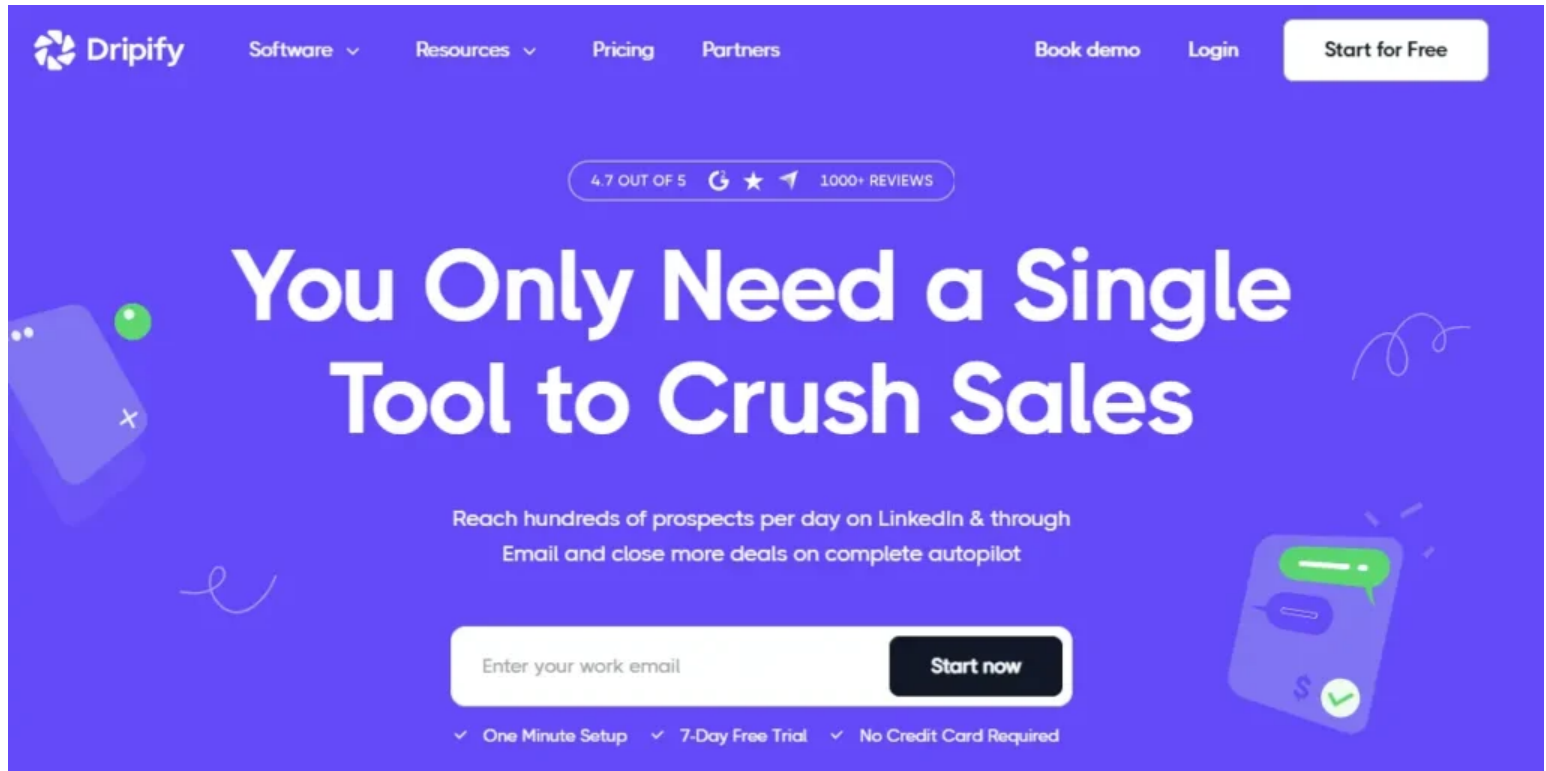 Dripify Software Resources Pricing Partners Book demo Login Start for Free
4.7 OUT OF 5 1000+ REVIEWS
You Only Need a Single
Tool to Crush Sales
Reach hundreds of prospects per day on LinkedIn & through
Email and close more deals on complete autopilot
Enter your work email Start now
One Minute Setup 7-Day Free Trial No Credit Card Required
$